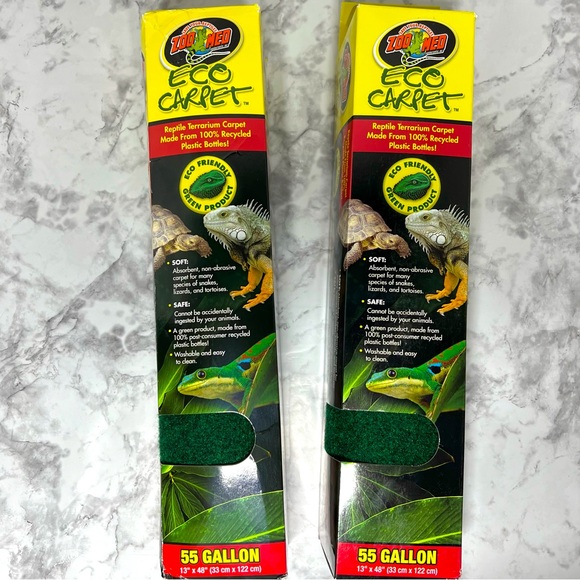 ZOO MED
ECO
CARPET™
Reptile Terrarium Carpet
Made From 100% Recycled
Plastic Bottles!
ECO FRIENDLY
GREEN PRODUCT
• SOFT:
Absorbent, non-abrasive
carpet for many
species of snakes,
lizards, and tortoises.
• SAFE:
Cannot be accidentally
ingested by your animals.
• A green product, made from
100% post-consumer recycled
plastic bottles!
• Washable and easy
to clean.
55 GALLON
13" x 48" (33 cm x 122 cm)
ZOO MED
ECO
CARPET™
Reptile Terrarium Carpet
Made From 100% Recycled
Plastic Bottles!
ECO FRIENDLY
GREEN PRODUCT
• SOFT:
Absorbent, non-abrasive
carpet for many
species of snakes,
lizards, and tortoises.
• SAFE:
Cannot be accidentally
ingested by your animals.
• A green product, made from
100% post-consumer recycled
plastic bottles!
• Washable and easy
to clean.
55 GALLON
13" x 48" (33 cm x 122 cm)